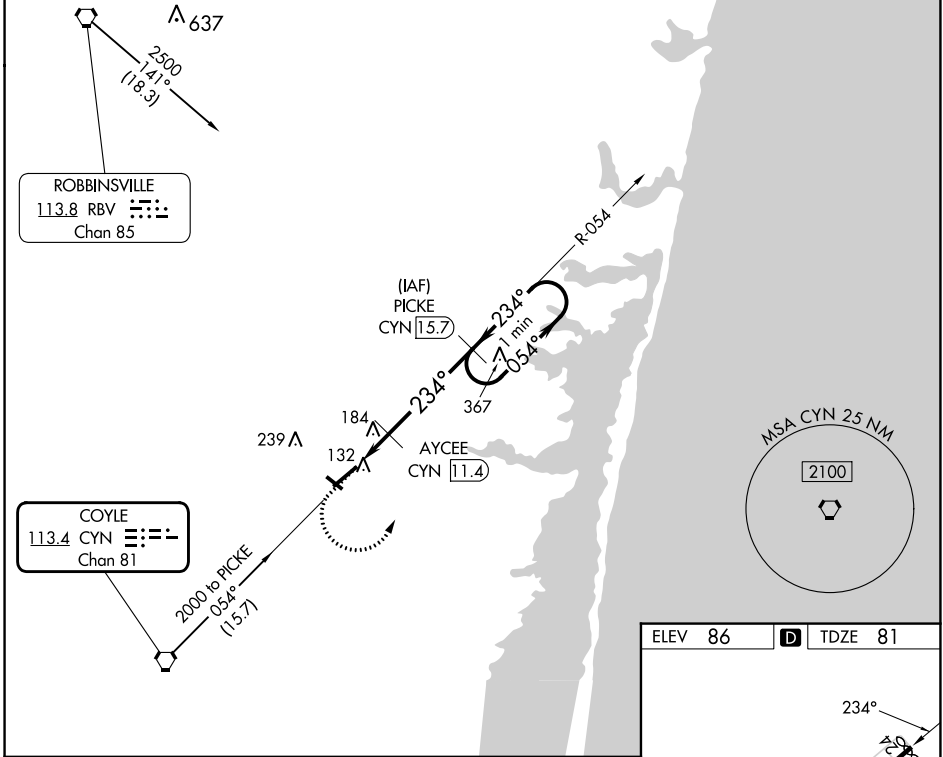 637
2500
141°
(18.3)
ROBBINSVILLE
113.8 RBV
Chan 85
R-054
(IAF)
PICKE
CYN 15.7
234°
1 min
054°
367
234°
184
239
132
AYCEE
CYN 11.4
MSA CYN 25 NM
2100
COYLE
113.4 CYN
Chan 81
2000 to PICKE
054°
(15.7)
ELEV 86 D TDZE 81
234°
24